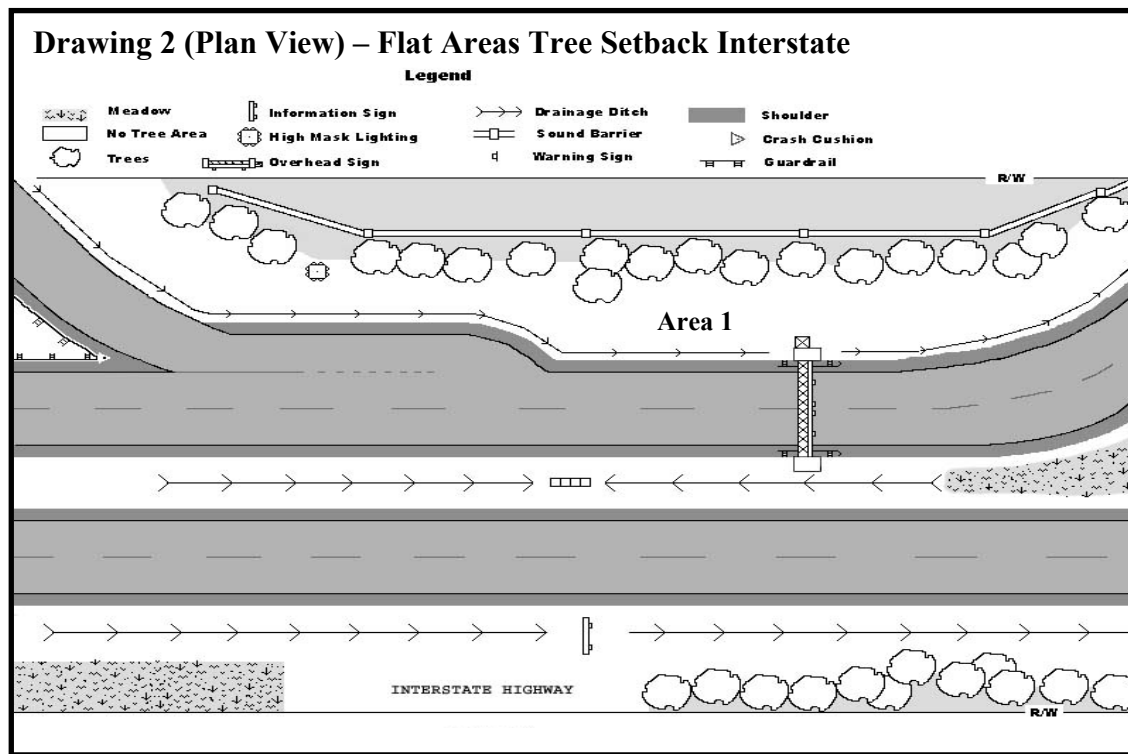 Drawing 2 (Plan View) – Flat Areas Tree Setback Interstate
Legend
Meadow
No Tree Area
Trees
Information Sign
High Mask Lighting
Overhead Sign
Drainage Ditch
Sound Barrier
Warning Sign
Shoulder
Crash Cushion
Guardrail
R/W
Area 1
INTERSTATE HIGHWAY
R/W